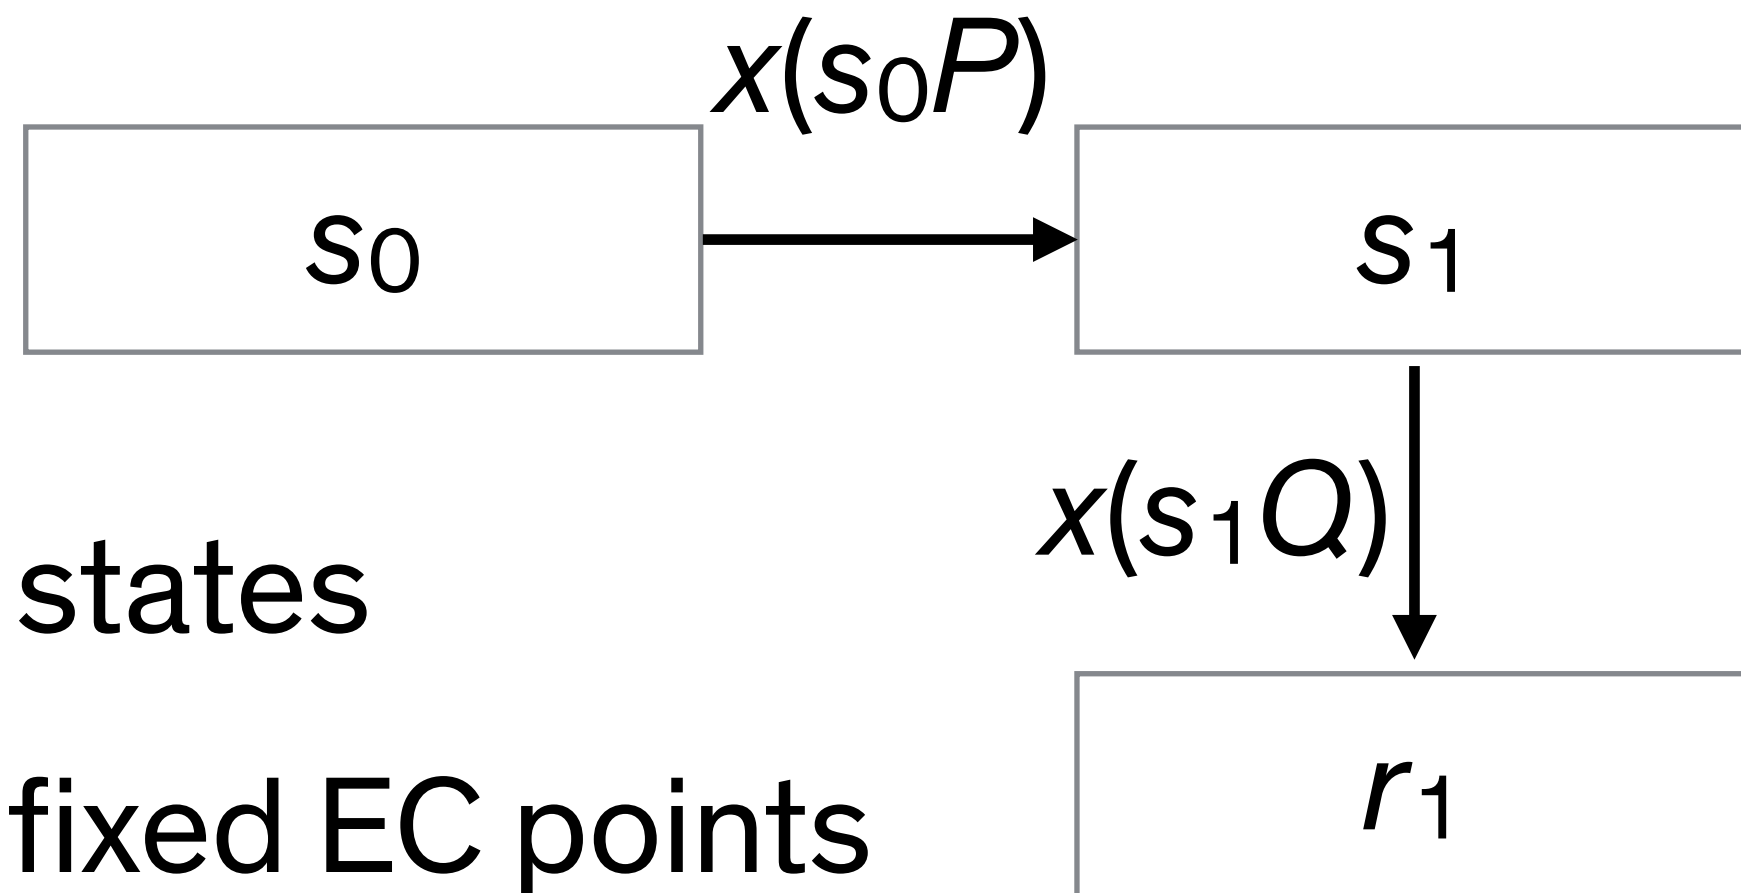 x(s₀P)
s₀
s₁
x(s₁Q)
states
r₁
fixed EC points